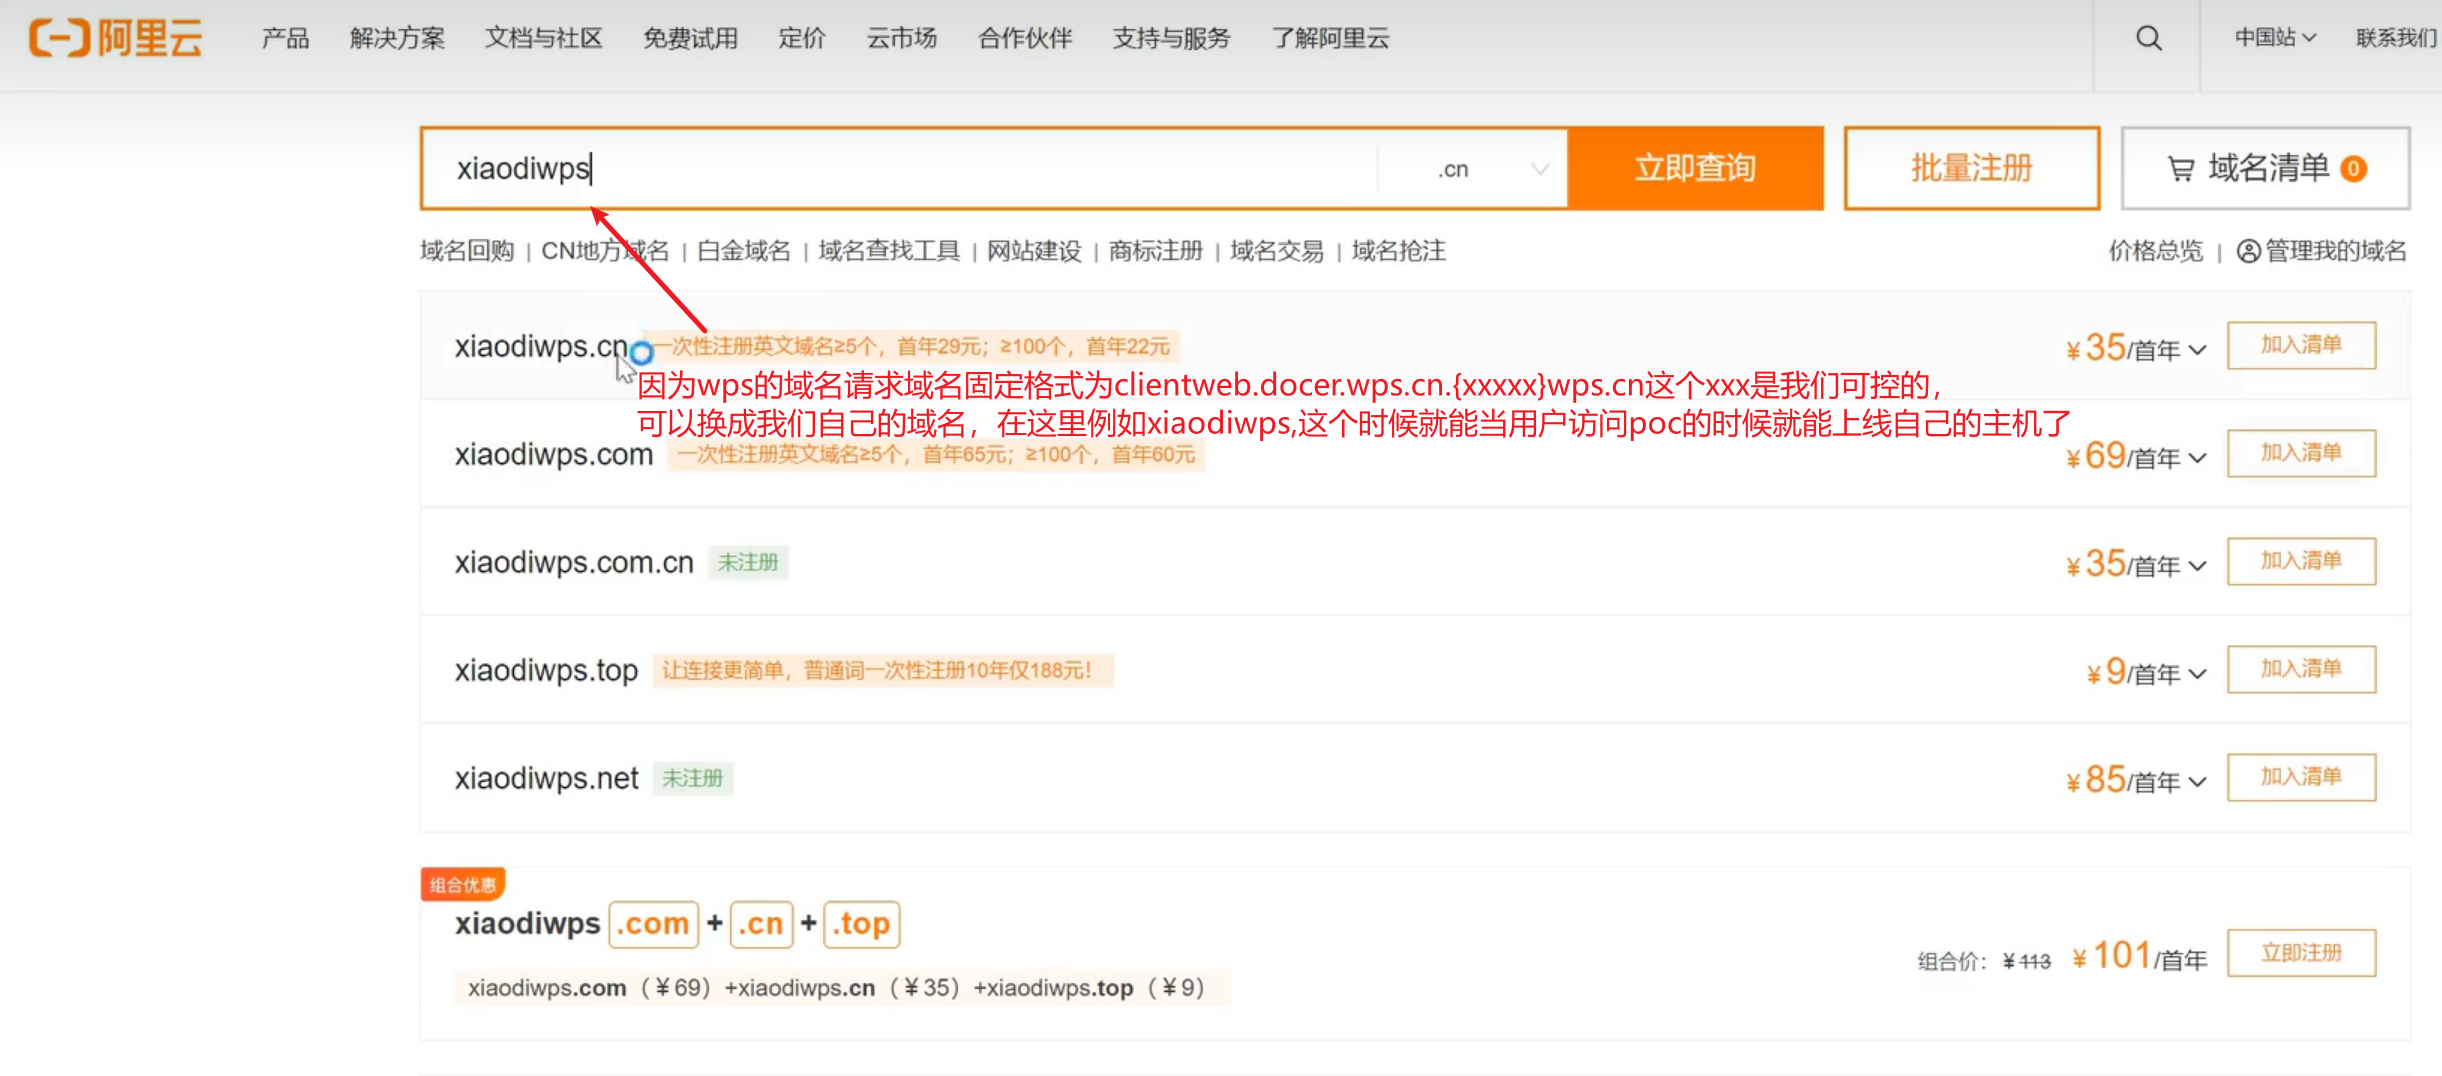 阿里云 产品 解决方案 文档与社区 免费试用 定价 云市场 合作伙伴 支持与服务 了解阿里云 中国站 联系我们
xiaodiwps .cn 立即查询 批量注册 域名清单 0
域名回购 | CN地方域名 | 白金域名 | 域名查找工具 | 网站建设 | 商标注册 | 域名交易 | 域名抢注 价格总览 | 管理我的域名
xiaodiwps.cn 一次性注册英文域名≥5个，首年29元；≥100个，首年22元 ¥35/首年 加入清单
因为wps的域名请求域名固定格式为clientweb.docer.wps.cn.{xxxxx}wps.cn这个xxx是我们可控的，
可以换成我们自己的域名，在这里例如xiaodiwps,这个时候就能当用户访问poc的时候就能上线自己的主机了
xiaodiwps.com 一次性注册英文域名≥5个，首年65元；≥100个，首年60元 ¥69/首年 加入清单
xiaodiwps.com.cn 未注册 ¥35/首年 加入清单
xiaodiwps.top 让连接更简单，普通词一次性注册10年仅188元！ ¥9/首年 加入清单
xiaodiwps.net 未注册 ¥85/首年 加入清单
组合优惠
xiaodiwps .com + .cn + .top
组合价：¥113 ¥101/首年 立即注册
xiaodiwps.com（¥69）+xiaodiwps.cn（¥35）+xiaodiwps.top（¥9）